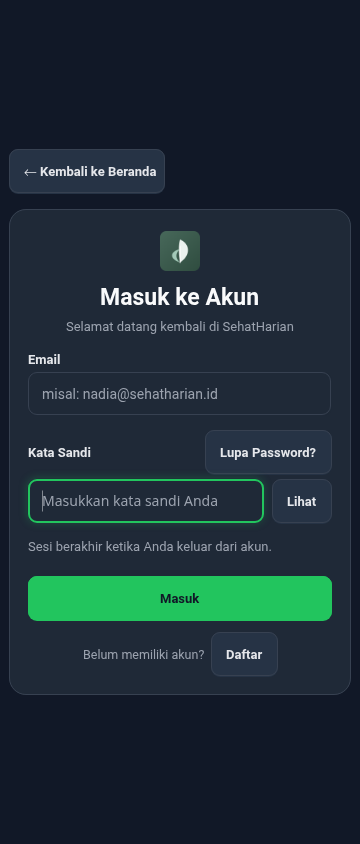 ← Kembali ke Beranda
Masuk ke Akun
Selamat datang kembali di SehatHarian
Email
misal: nadia@sehatharian.id
Kata Sandi
Lupa Password?
Masukkan kata sandi Anda
Lihat
Sesi berakhir ketika Anda keluar dari akun.
Masuk
Belum memiliki akun?
Daftar